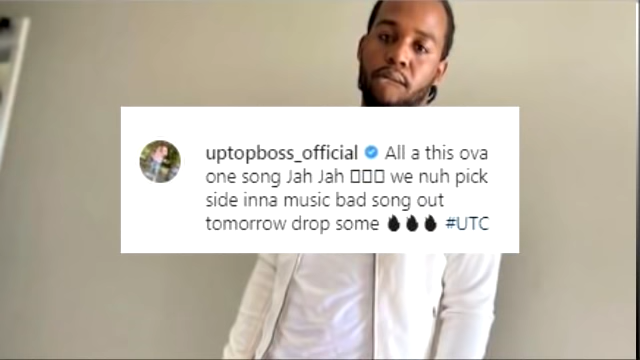 uptopboss_official All a this ova
one song Jah Jah □□□ we nuh pick
side inna music bad song out
tomorrow drop some 🔥🔥🔥 #UTC